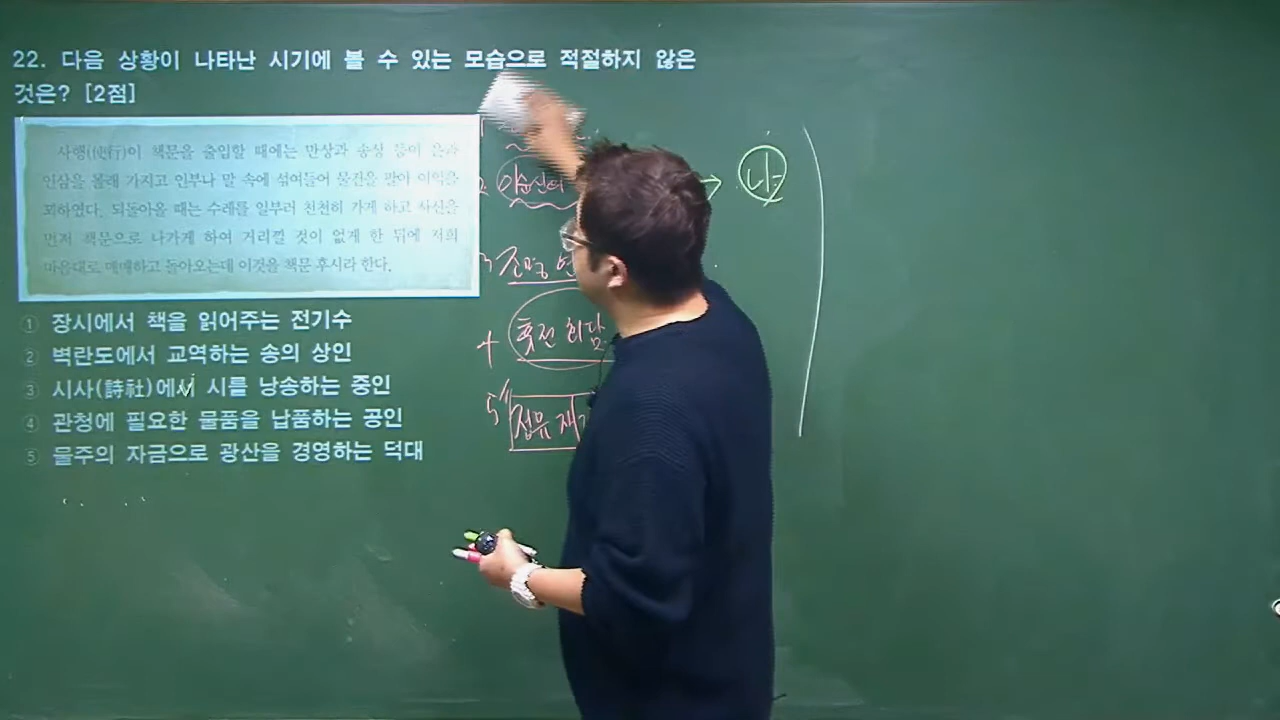 22. 다음 상황이 나타난 시기에 볼 수 있는 모습으로 적절하지 않은
것은? [2점]
사행(使行)이 책문을 출입할 때에는 만상과 송상 등이 은과
인삼을 몰래 가지고 인부나 말 속에 섞여들어 물건을 팔아 이익을
꾀하였다. 되돌아올 때는 수레를 일부러 천천히 가게 하고 사신을
먼저 책문으로 나가게 하여 거리낄 것이 없게 한 뒤에 저희
마음대로 매매하고 돌아오는데 이것을 책문 후시라 한다.
① 장시에서 책을 읽어주는 전기수
② 벽란도에서 교역하는 송의 상인
③ 시사(詩社)에서 시를 낭송하는 중인
④ 관청에 필요한 물품을 납품하는 공인
⑤ 물주의 자금으로 광산을 경영하는 덕대
2 이순신
3
4 휴전 회담
5